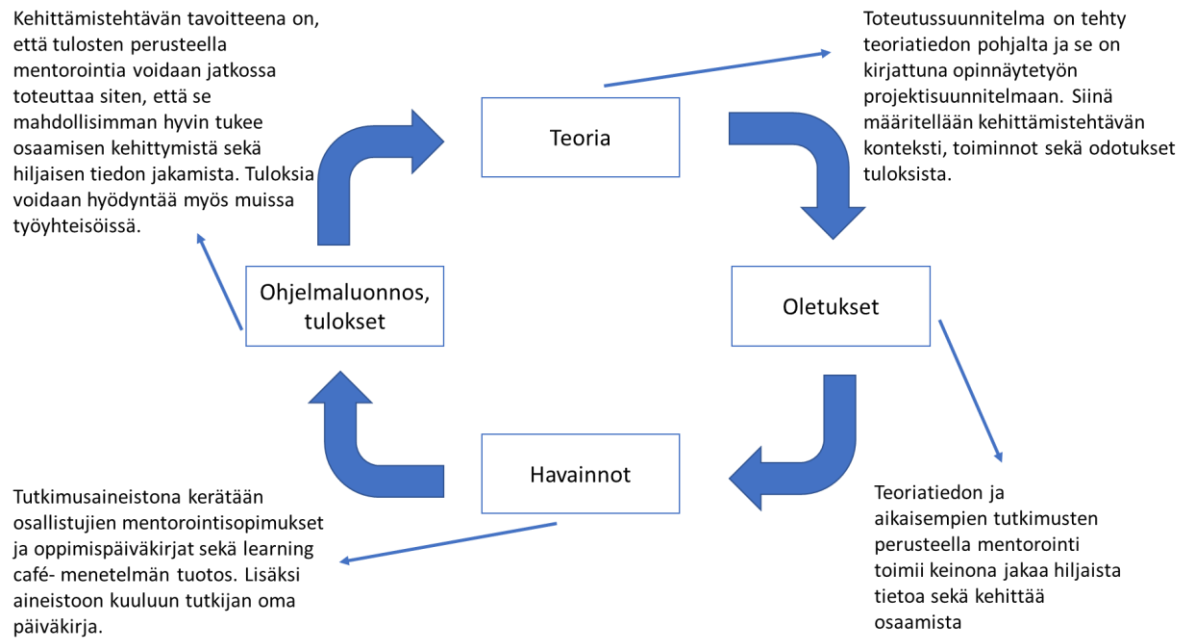 Kehittämistehtävän tavoitteena on,
että tulosten perusteella
mentorointia voidaan jatkossa
toteuttaa siten, että se
mahdollisimman hyvin tukee
osaamisen kehittymistä sekä
hiljaisen tiedon jakamista. Tuloksia
voidaan hyödyntää myös muissa
työyhteisöissä.
Teoria
Toteutussuunnitelma on tehty
teoriatiedon pohjalta ja se on
kirjattuna opinnäytetyön
projektisuunnitelmaan. Siinä
määritellään kehittämistehtävän
konteksti, toiminnot sekä odotukset
tuloksista.
Ohjelmaluonnos,
tulokset
Oletukset
Havainnot
Tutkimusaineistona kerätään
osallistujien mentorointisopimukset
ja oppimispäiväkirjat sekä learning
café- menetelmän tuotos. Lisäksi
aineistoon kuuluun tutkijan oma
päiväkirja.
Teoriatiedon ja
aikaisempien tutkimusten
perusteella mentorointi
toimii keinona jakaa hiljaista
tietoa sekä kehittää
osaamista